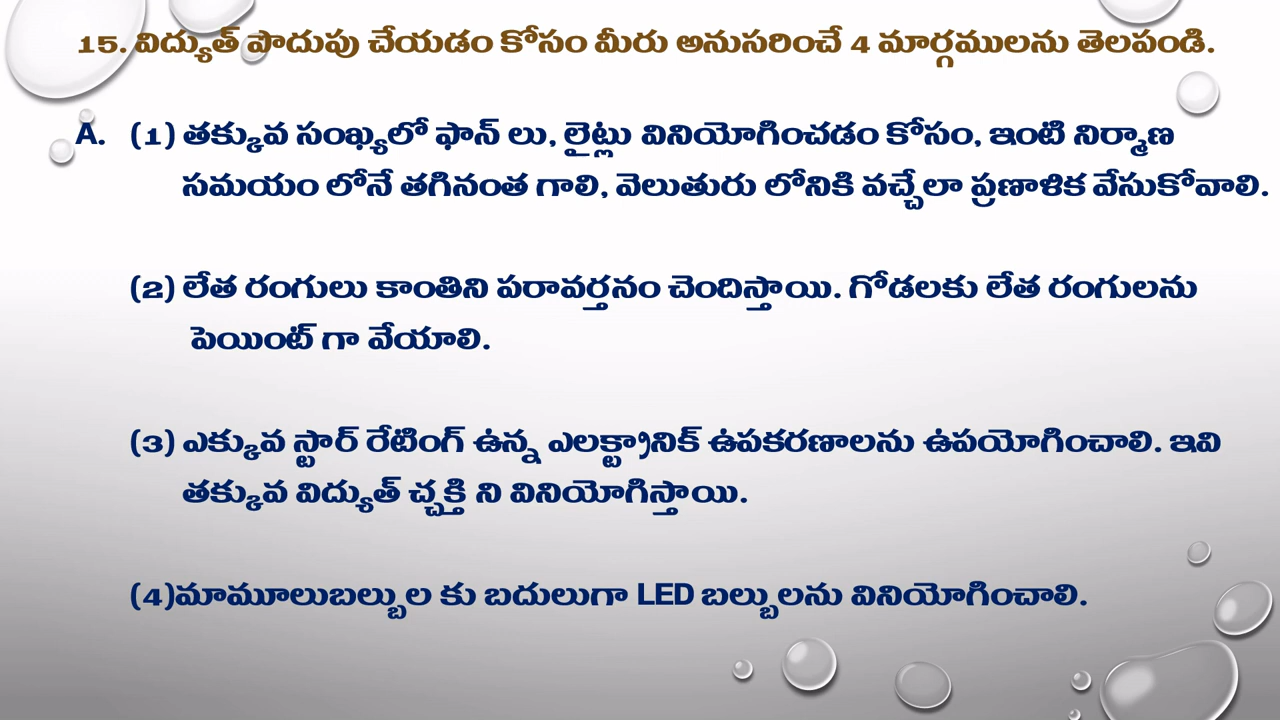 15. విద్యుత్ పొదుపు చేయడం కోసం మీరు అనుసరించే 4 మార్గములను తెలపండి.
A. (1) తక్కువ సంఖ్యలో ఫాన్ లు, లైట్లు వినియోగించడం కోసం, ఇంటి నిర్మాణ
సమయం లోనే తగినంత గాలి, వెలుతురు లోనికి వచ్చేలా ప్రణాళిక వేసుకోవాలి.
(2) లేత రంగులు కాంతిని పరావర్తనం చెందిస్తాయి. గోడలకు లేత రంగులను
పెయింట్ గా వేయాలి.
(3) ఎక్కువ స్టార్ రేటింగ్ ఉన్న ఎలక్ట్రానిక్ ఉపకరణాలను ఉపయోగించాలి. ఇవి
తక్కువ విద్యుత్ చ్చక్తి ని వినియోగిస్తాయి.
(4)మామూలుబల్బుల కు బదులుగా LED బల్బులను వినియోగించాలి.